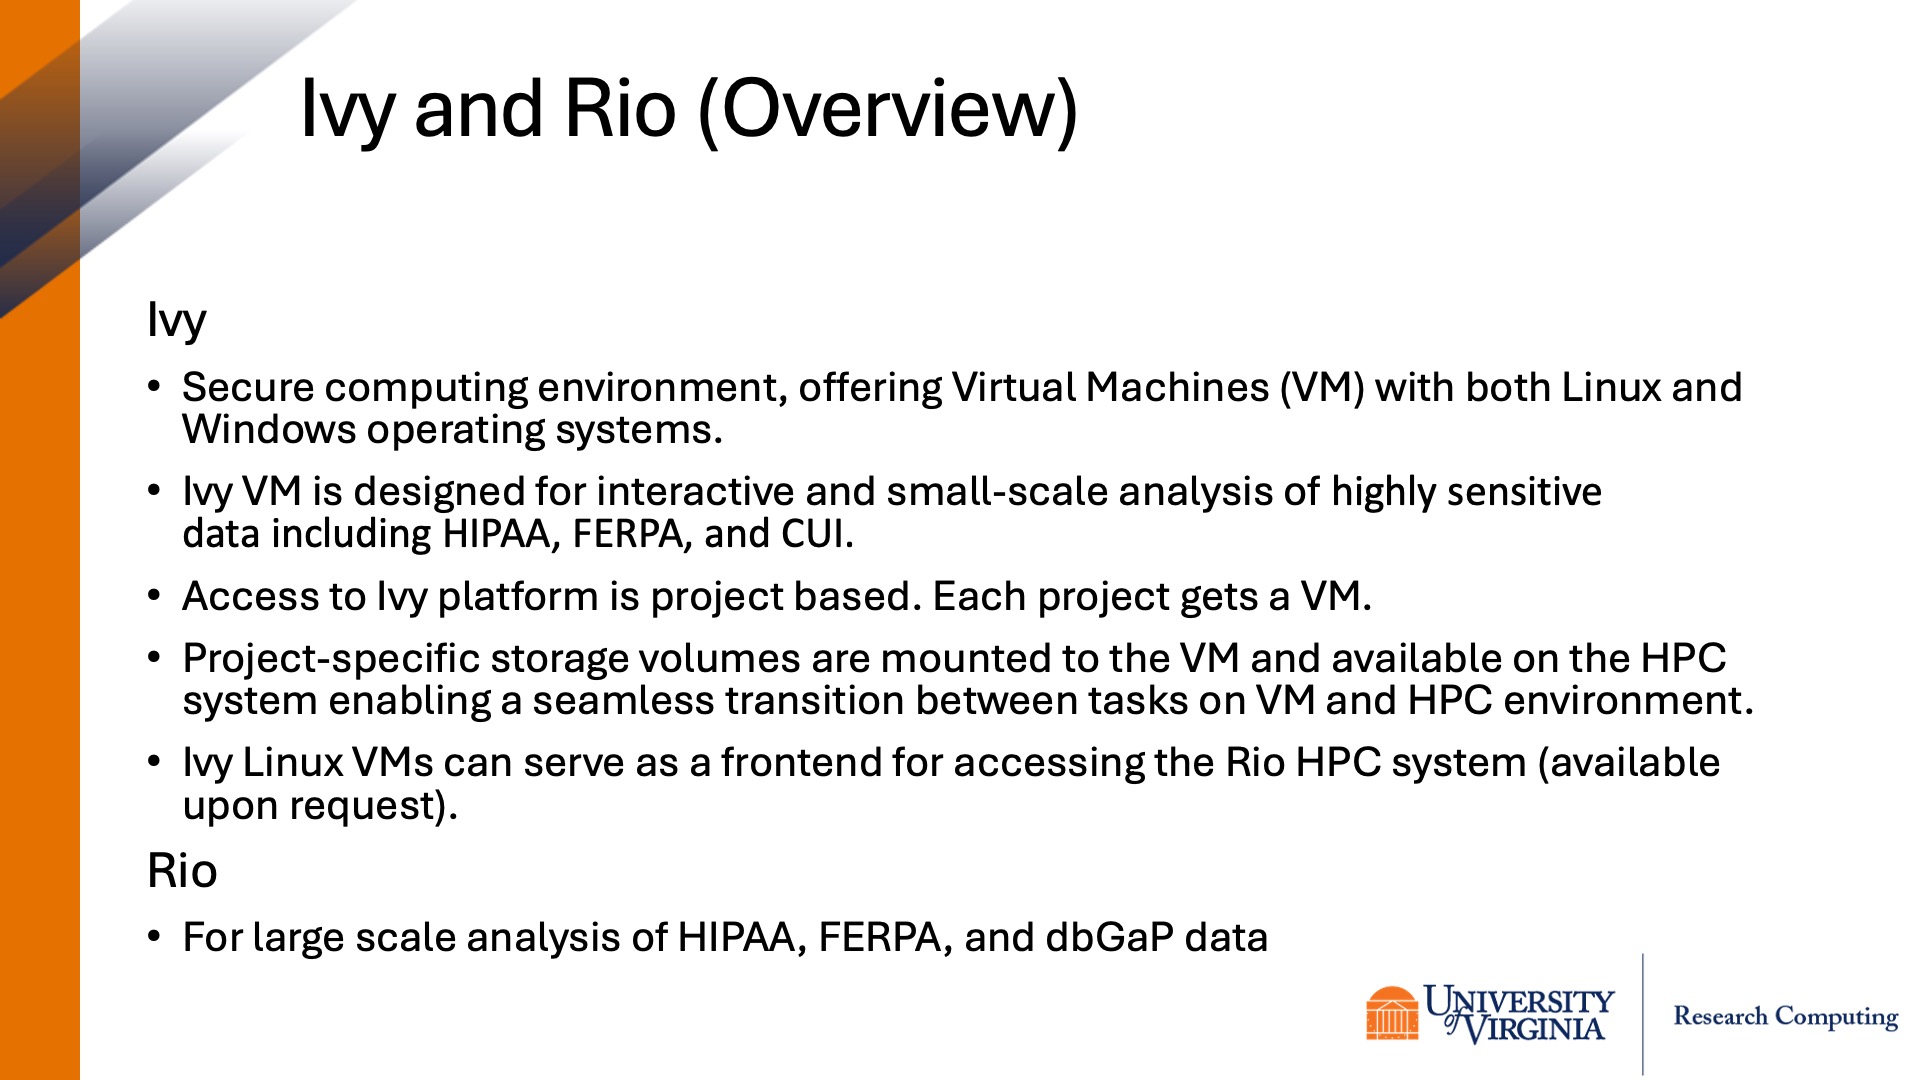 Ivy and Rio (Overview)
Ivy
• Secure computing environment, offering Virtual Machines (VM) with both Linux and
Windows operating systems.
• Ivy VM is designed for interactive and small-scale analysis of highly sensitive
data including HIPAA, FERPA, and CUI.
• Access to Ivy platform is project based. Each project gets a VM.
• Project-specific storage volumes are mounted to the VM and available on the HPC
system enabling a seamless transition between tasks on VM and HPC environment.
• Ivy Linux VMs can serve as a frontend for accessing the Rio HPC system (available
upon request).
Rio
• For large scale analysis of HIPAA, FERPA, and dbGaP data
UNIVERSITY
of VIRGINIA
Research Computing